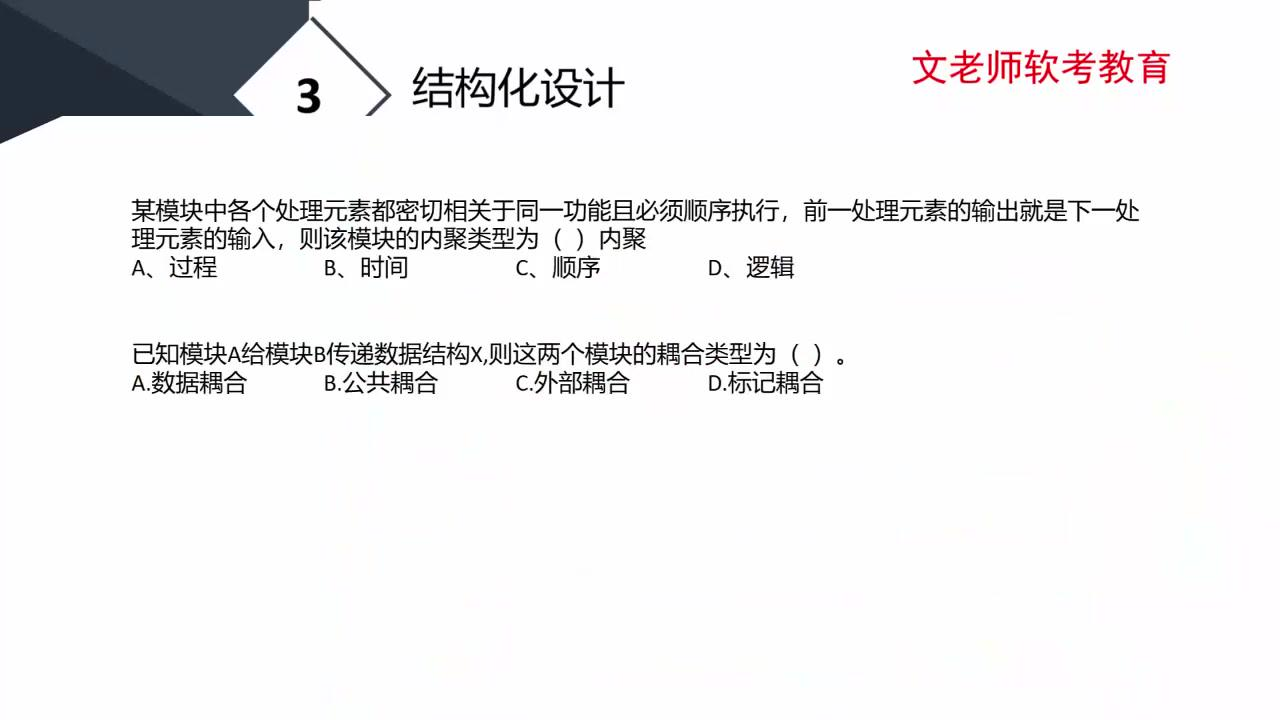 3
结构化设计
文老师软考教育
某模块中各个处理元素都密切相关于同一功能且必须顺序执行，前一处理元素的输出就是下一处
理元素的输入，则该模块的内聚类型为（ ）内聚
A、过程 B、时间 C、顺序 D、逻辑
已知模块A给模块B传递数据结构X,则这两个模块的耦合类型为（ ）。
A.数据耦合 B.公共耦合 C.外部耦合 D.标记耦合